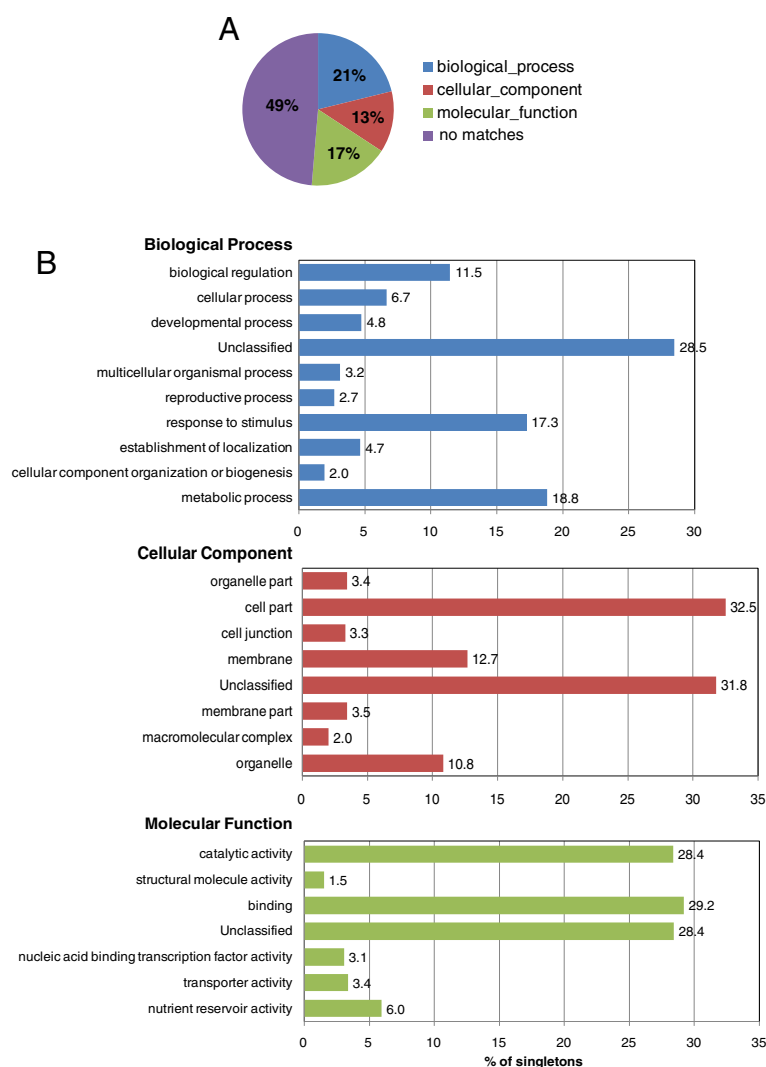 A
21%
13%
17%
49%
biological_process
cellular_component
molecular_function
no matches
B
Biological Process
biological regulation 11.5
cellular process 6.7
developmental process 4.8
Unclassified 28.5
multicellular organismal process 3.2
reproductive process 2.7
response to stimulus 17.3
establishment of localization 4.7
cellular component organization or biogenesis 2.0
metabolic process 18.8
0 5 10 15 20 25 30
Cellular Component
organelle part 3.4
cell part 32.5
cell junction 3.3
membrane 12.7
Unclassified 31.8
membrane part 3.5
macromolecular complex 2.0
organelle 10.8
0 5 10 15 20 25 30 35
Molecular Function
catalytic activity 28.4
structural molecule activity 1.5
binding 29.2
Unclassified 28.4
nucleic acid binding transcription factor activity 3.1
transporter activity 3.4
nutrient reservoir activity 6.0
0 5 10 15 20 25 30 35
% of singletons